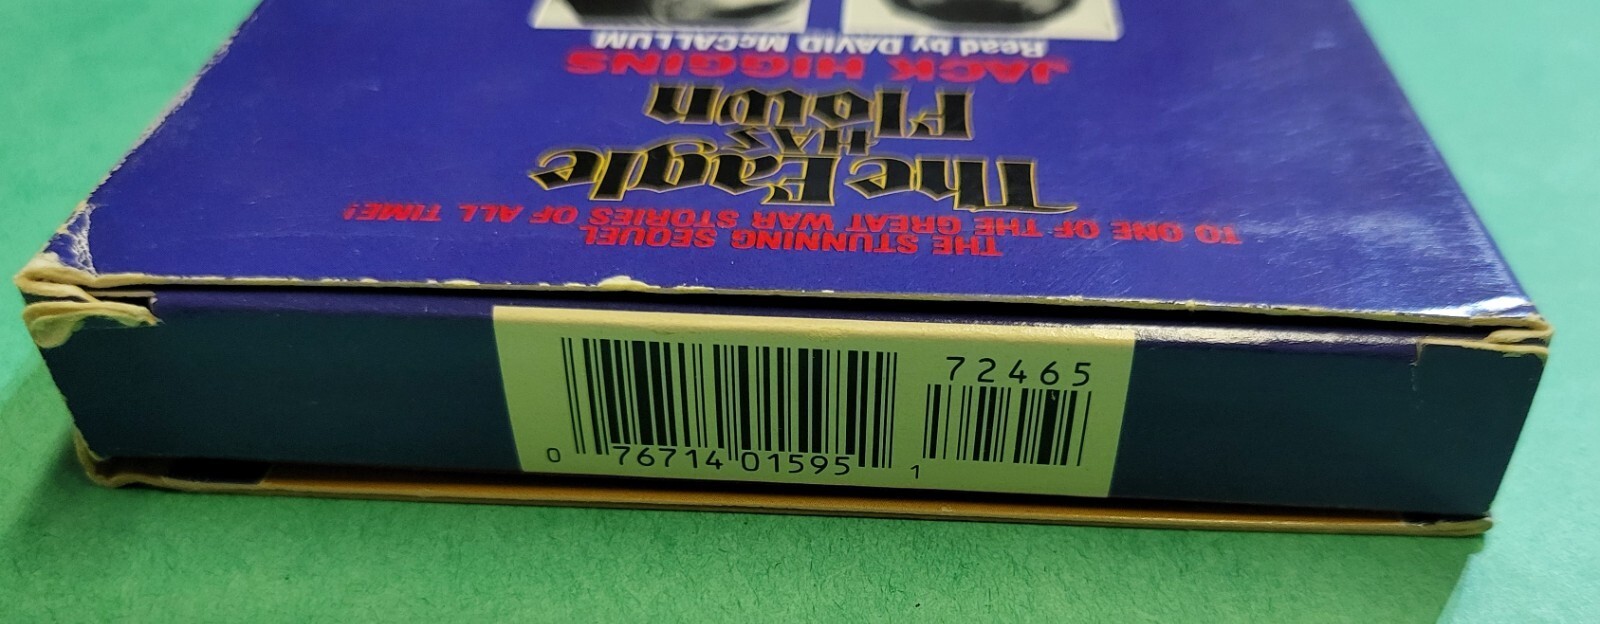 THE STUNNING SEQUEL
TO ONE OF THE GREAT WAR STORIES OF ALL TIME!
The Eagle
HAS
Flown
JACK HIGGINS
Read by DAVID McCALLUM
72465
0 76714 01595 1